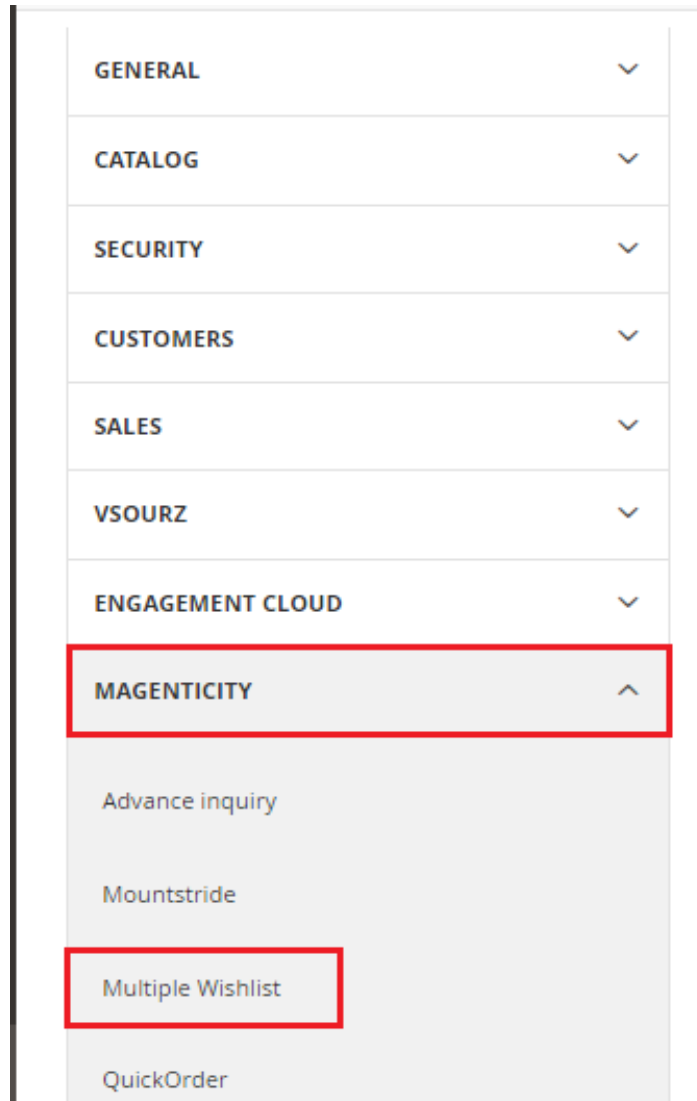 GENERAL
CATALOG
SECURITY
CUSTOMERS
SALES
VSOURZ
ENGAGEMENT CLOUD
MAGENTICITY
Advance inquiry
Mountstride
Multiple Wishlist
QuickOrder